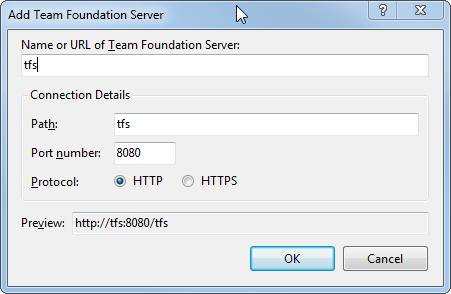 Add Team Foundation Server
Name or URL of Team Foundation Server:
tfs
Connection Details
Path: tfs
Port number: 8080
Protocol: HTTP HTTPS
Preview: http://tfs:8080/tfs
OK Cancel